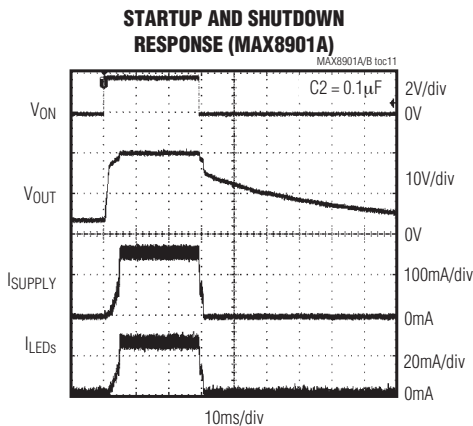 STARTUP AND SHUTDOWN
RESPONSE (MAX8901A)
MAX8901A/B toc11
C2 = 0.1µF
VON
2V/div
0V
VOUT
10V/div
0V
ISUPPLY
100mA/div
0mA
ILEDs
20mA/div
0mA
10ms/div